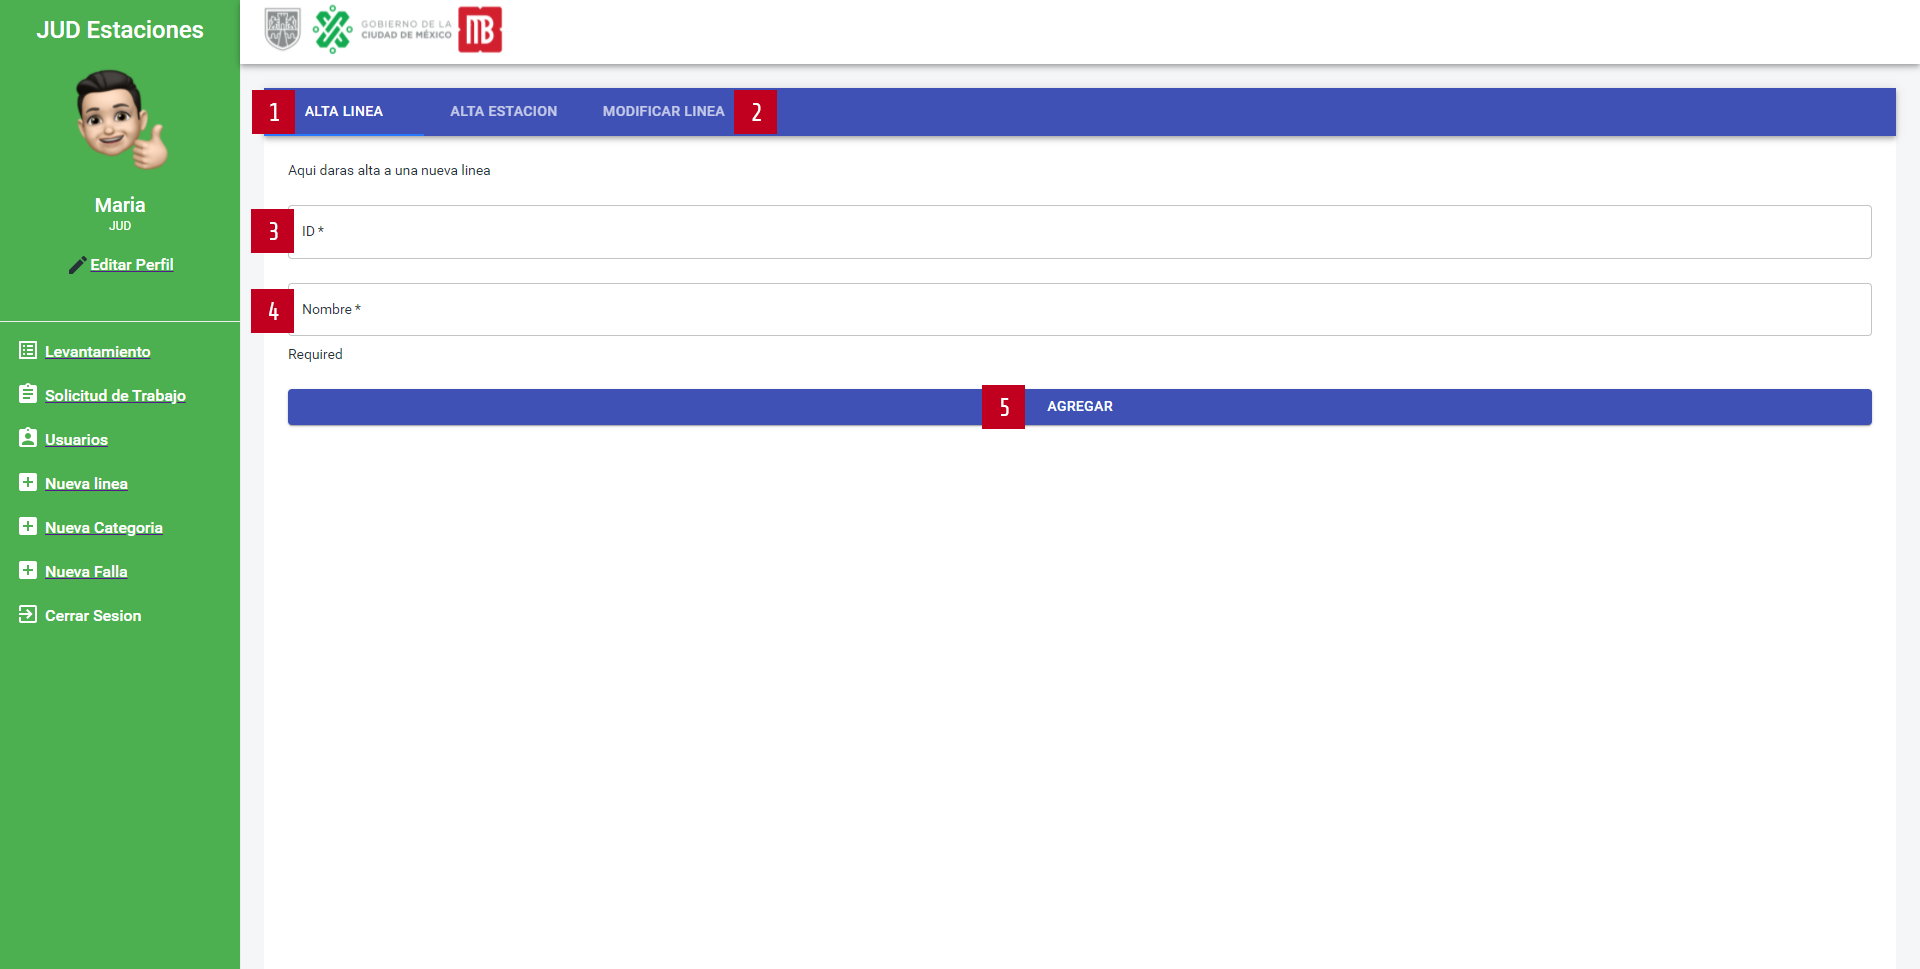 JUD Estaciones
Maria
JUD
Editar Perfil
Levantamiento
Solicitud de Trabajo
Usuarios
Nueva linea
Nueva Categoria
Nueva Falla
Cerrar Sesion
GOBIERNO DE LA
CIUDAD DE MÉXICO
MB
1 ALTA LINEA ALTA ESTACION MODIFICAR LINEA 2
Aqui daras alta a una nueva linea
3 ID *
4 Nombre *
Required
5 AGREGAR